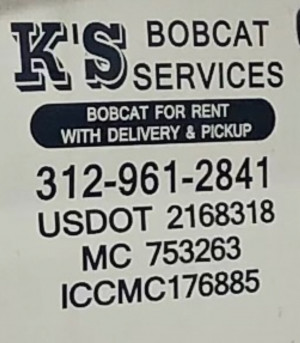 K'S BOBCAT
SERVICES
BOBCAT FOR RENT
WITH DELIVERY & PICKUP
312-961-2841
USDOT 2168318
MC 753263
ICCMC176885